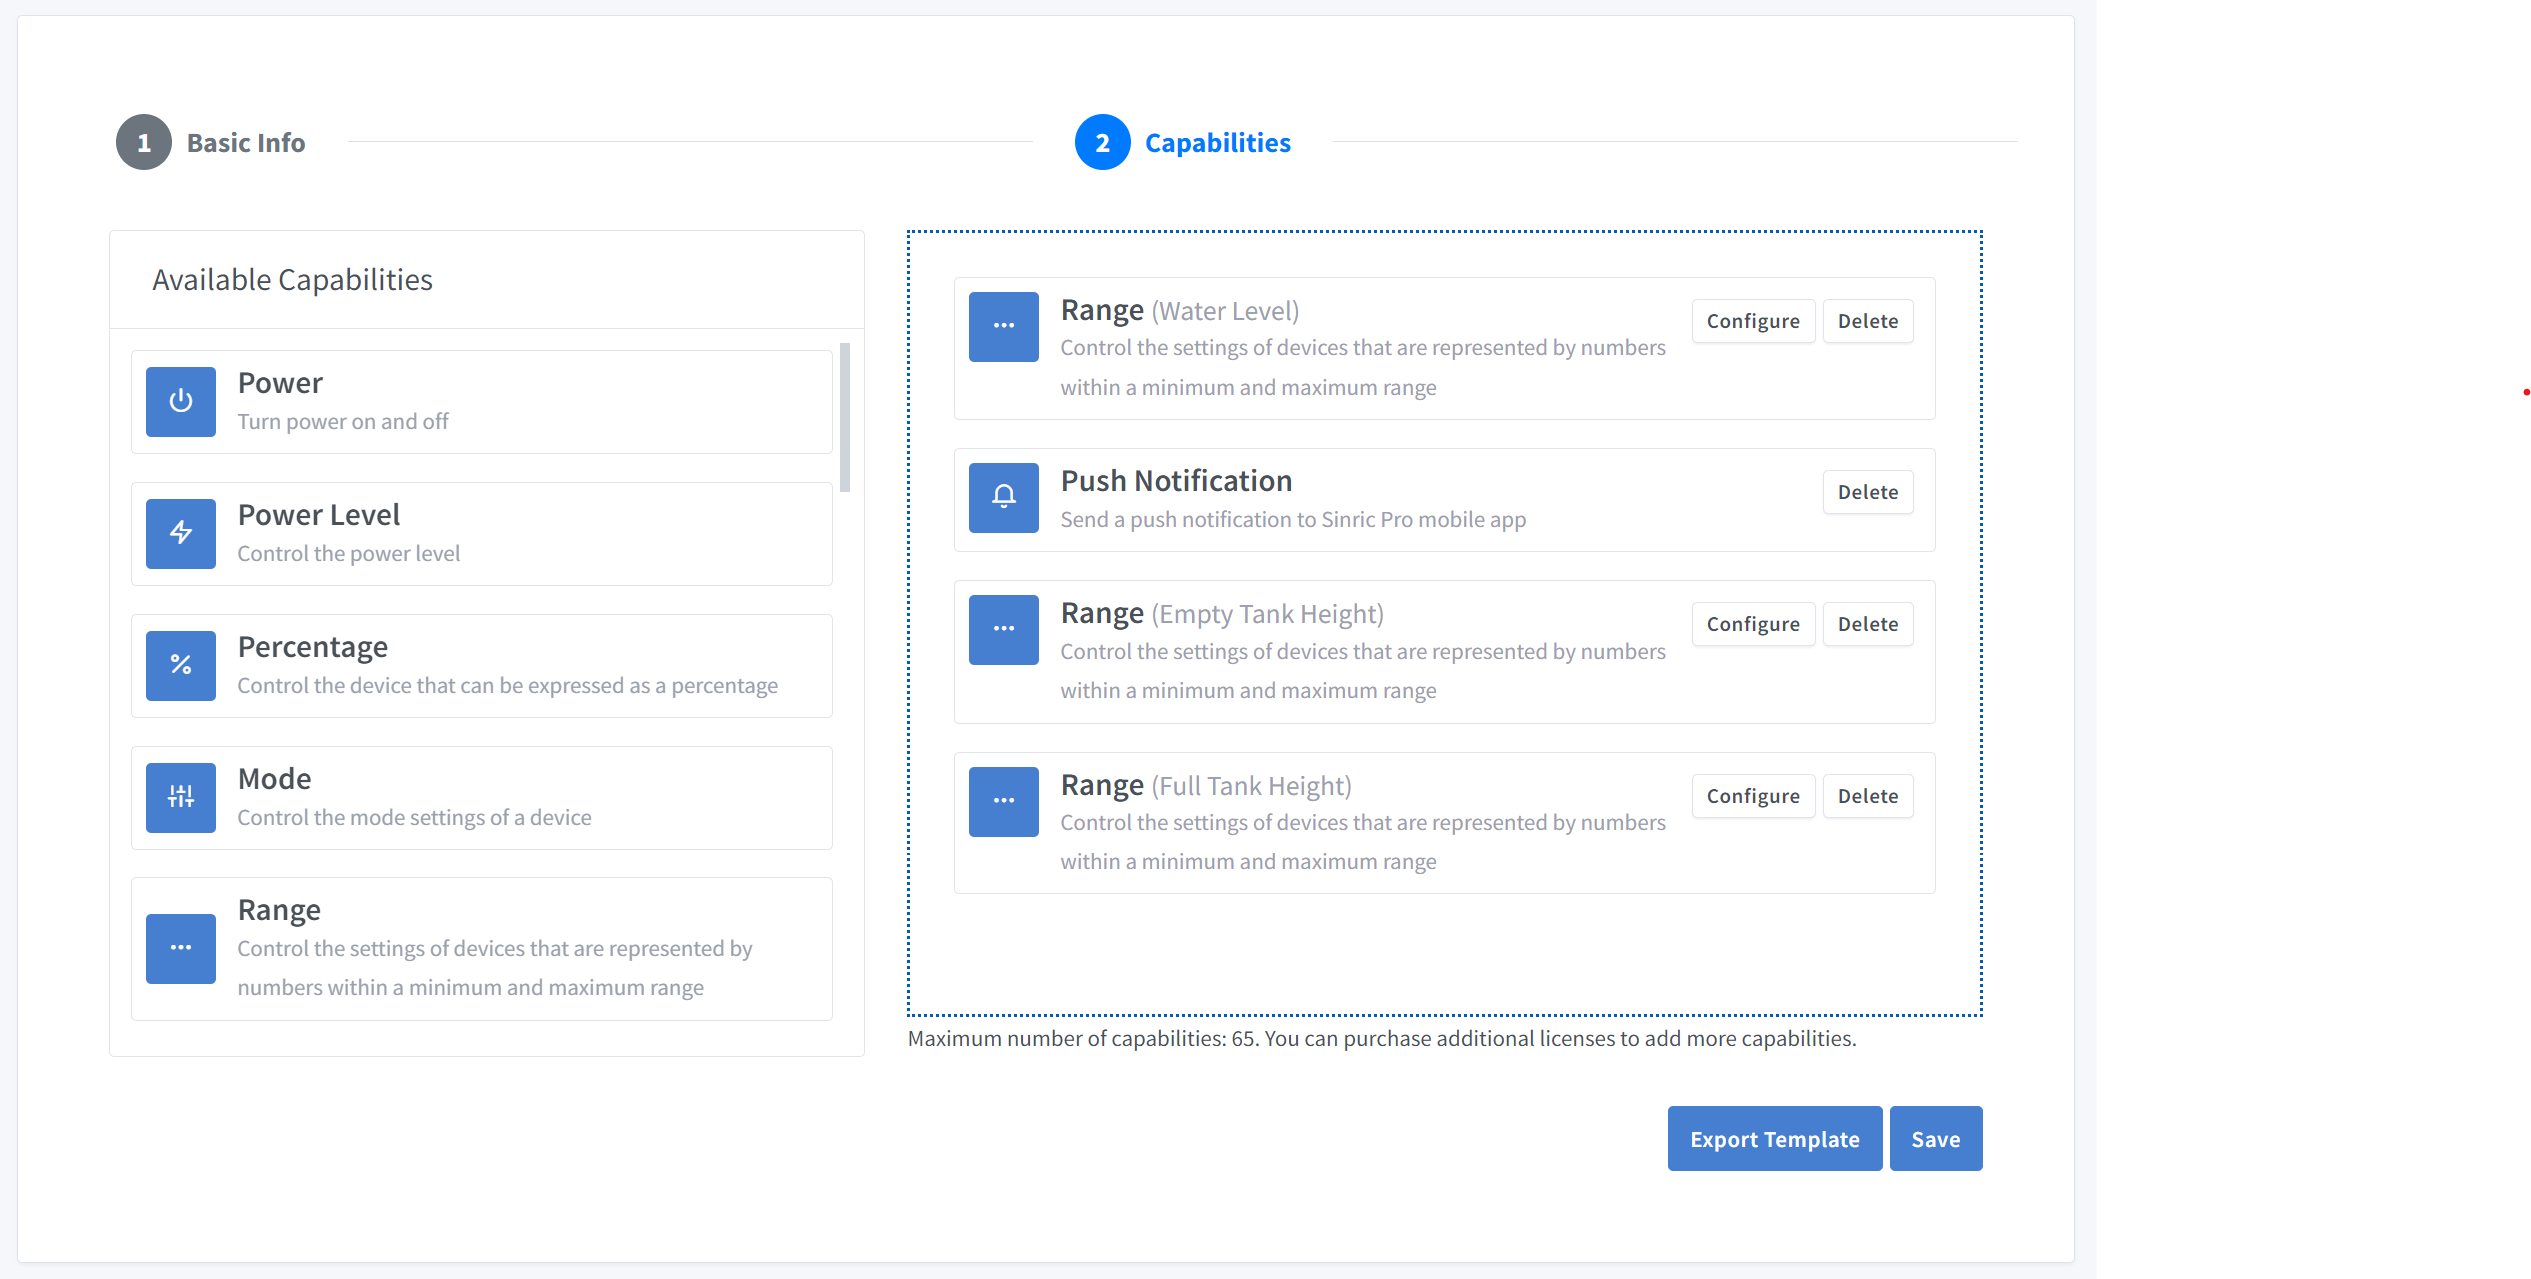 1 Basic Info
2 Capabilities
Available Capabilities
Power
Turn power on and off
Power Level
Control the power level
Percentage
Control the device that can be expressed as a percentage
Mode
Control the mode settings of a device
Range
Control the settings of devices that are represented by
numbers within a minimum and maximum range
Range (Water Level)
Configure Delete
Control the settings of devices that are represented by numbers
within a minimum and maximum range
Push Notification
Delete
Send a push notification to Sinric Pro mobile app
Range (Empty Tank Height)
Configure Delete
Control the settings of devices that are represented by numbers
within a minimum and maximum range
Range (Full Tank Height)
Configure Delete
Control the settings of devices that are represented by numbers
within a minimum and maximum range
Maximum number of capabilities: 65. You can purchase additional licenses to add more capabilities.
Export Template Save